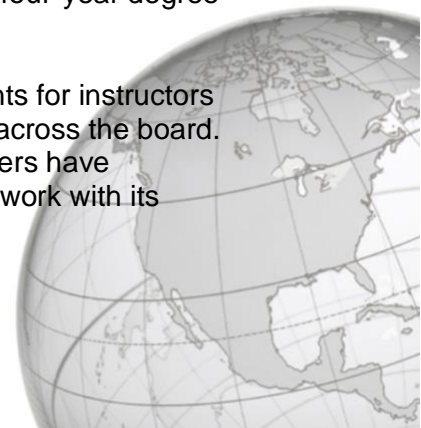 four-year degree
nts for instructors
across the board.
ers have
work with its